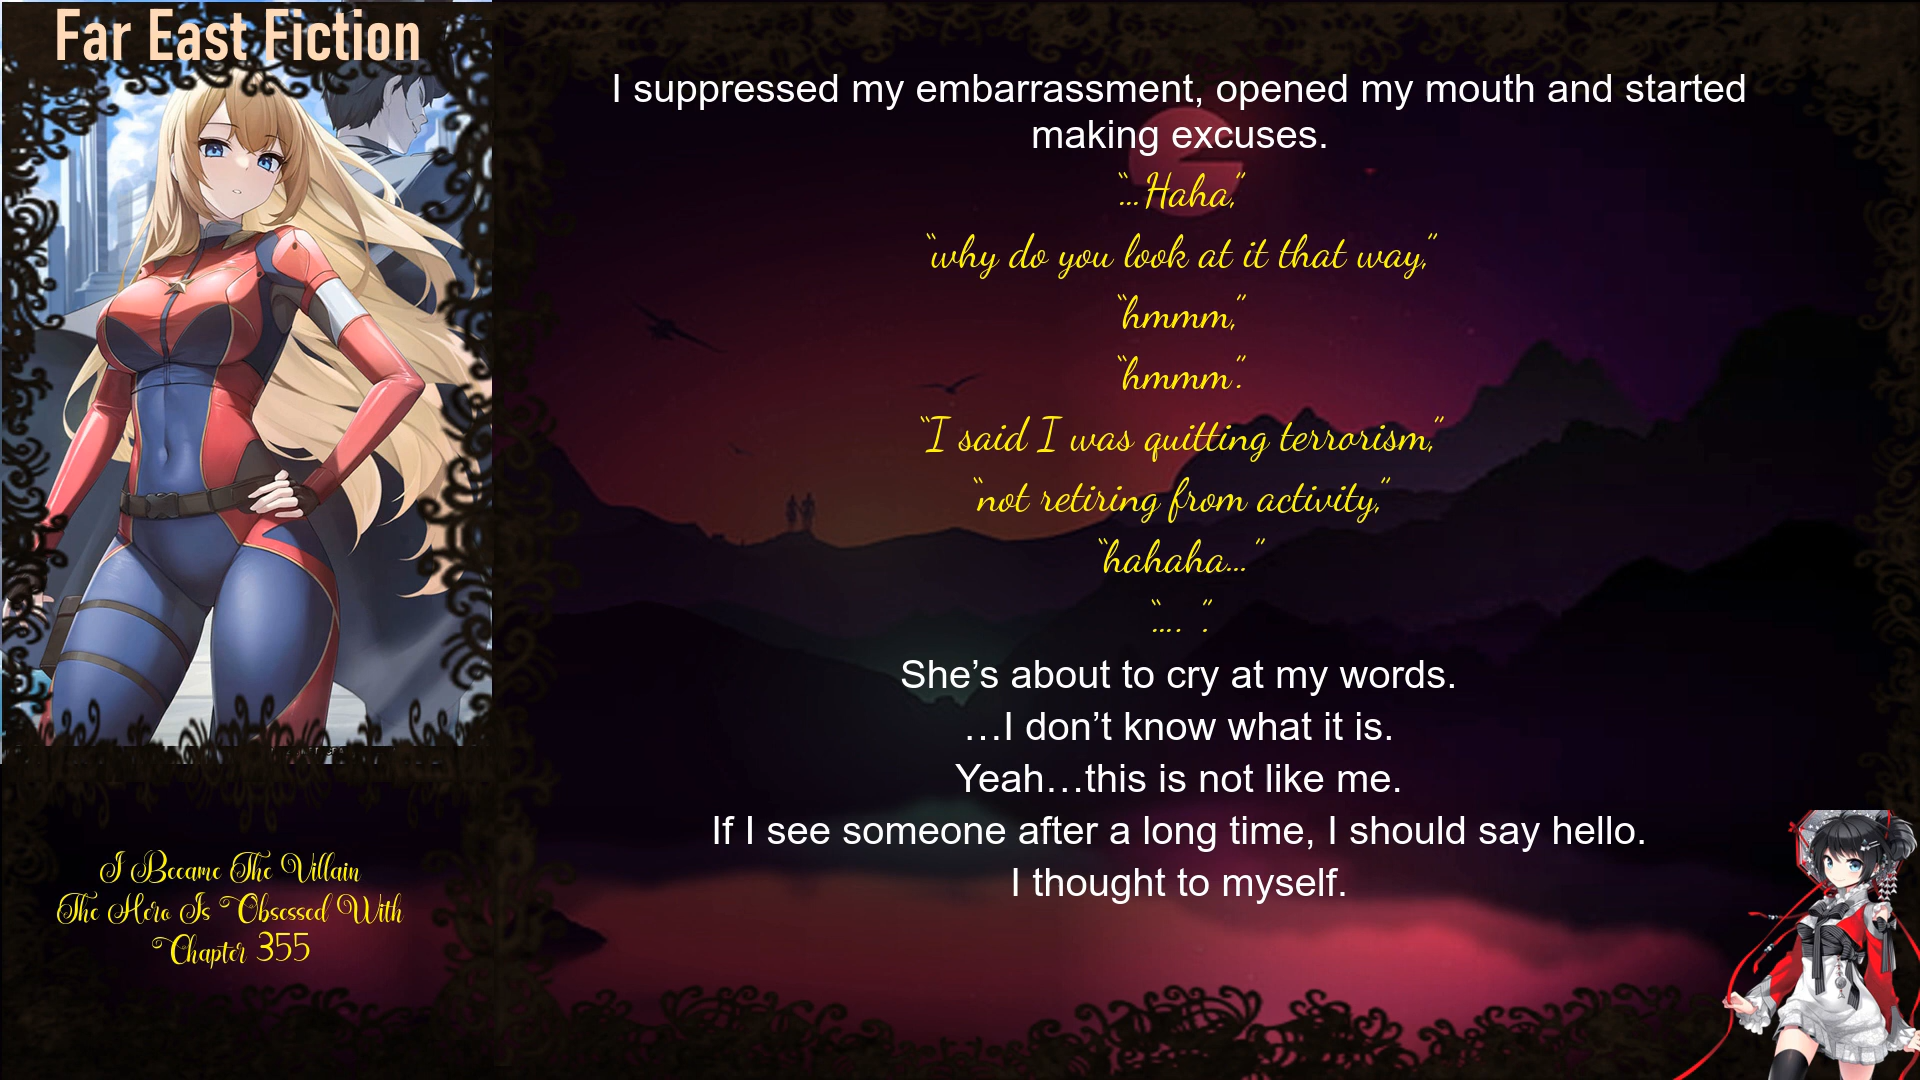 Far East Fiction
I suppressed my embarrassment, opened my mouth and started
making excuses.
“…Haha,”
“why do you look at it that way,”
“hmmm,”
“hmmm”.
“I said I was quitting terrorism,”
“not retiring from activity,”
“hahaha…”
“…. ”.
She’s about to cry at my words.
…I don’t know what it is.
Yeah…this is not like me.
If I see someone after a long time, I should say hello.
I thought to myself.
I Became The Villain
The Hero Is Obsessed With
Chapter 355